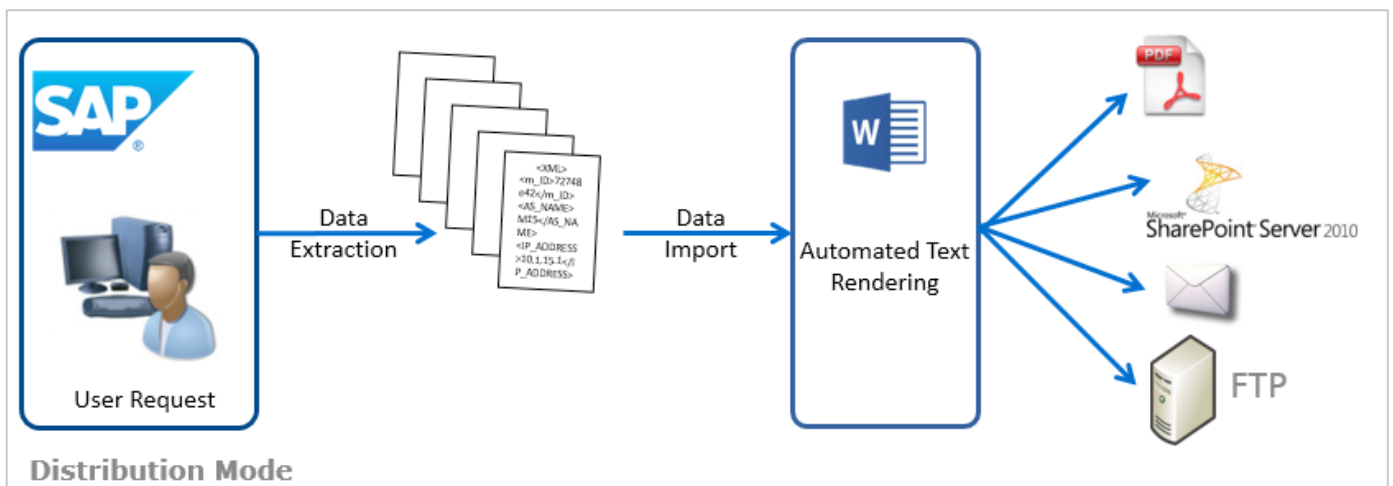 SAP
®
User Request
Data
Extraction
<XML>
<m_ID>72748
e42</m_ID>
<AS_NAME>
M15</AS_NA
ME>
<IP_ADDRESS
>10.1.15.1</I
P_ADDRESS>
Data
Import
W
Automated Text
Rendering
PDF
Microsoft®
SharePoint® Server 2010
FTP
Distribution Mode